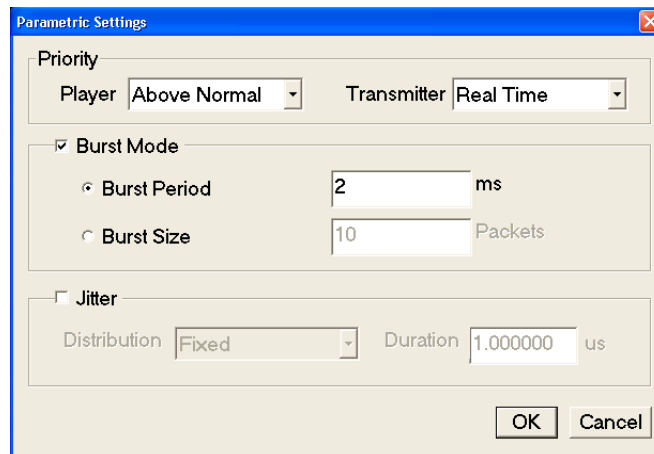 Parametric Settings
Priority
Player Above Normal Transmitter Real Time
Burst Mode
Burst Period 2 ms
Burst Size 10 Packets
Jitter
Distribution Fixed Duration 1.000000 us
OK Cancel